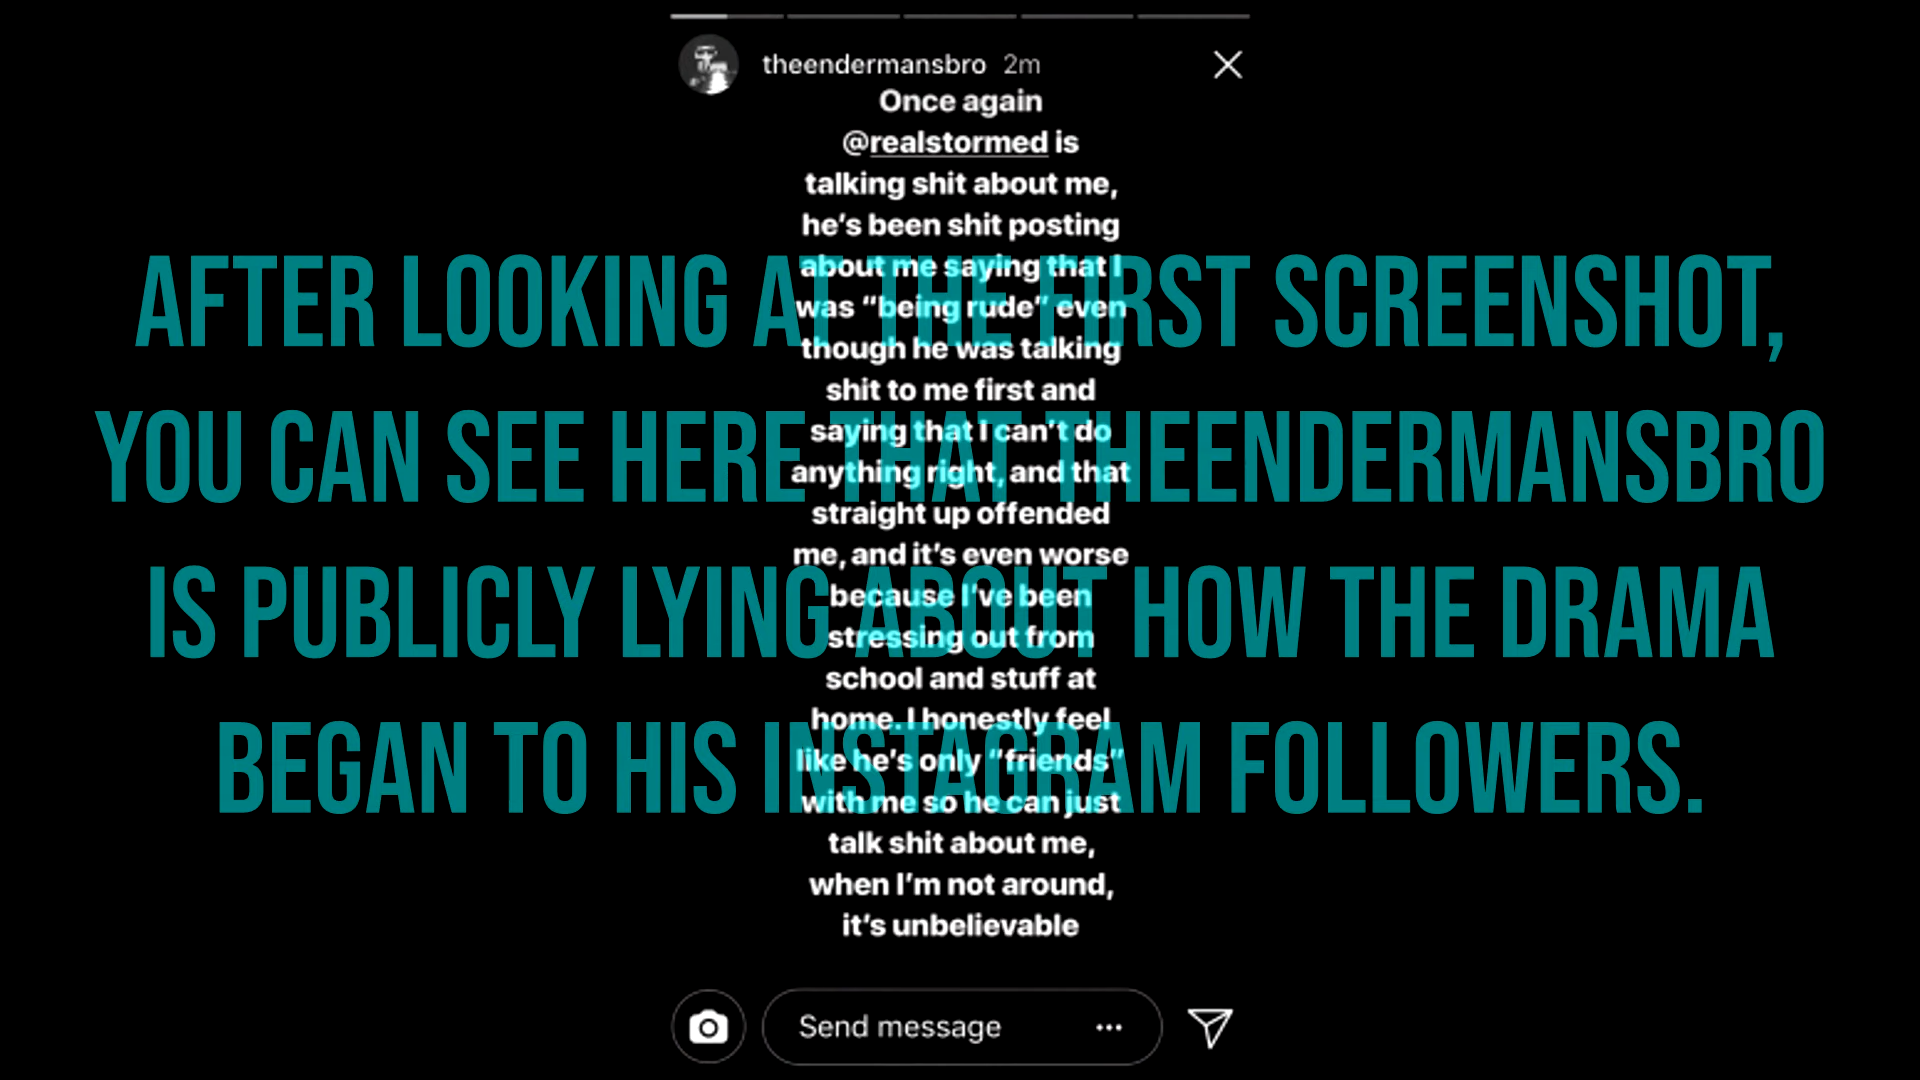 theendermansbro 2m
Once again
@realstormed is
talking shit about me,
he's been shit posting
about me saying that I
was “being rude” even
though he was talking
shit to me first and
saying that I can't do
anything right, and that
straight up offended
me, and it's even worse
because I've been
stressing out from
school and stuff at
home. I honestly feel
like he's only “friends”
with me so he can just
talk shit about me,
when I'm not around,
it's unbelievable
Send message
AFTER LOOKING AT THE FIRST SCREENSHOT,
YOU CAN SEE HERE THAT THEENDERMANSBRO
IS PUBLICLY LYING ABOUT HOW THE DRAMA
BEGAN TO HIS INSTAGRAM FOLLOWERS.